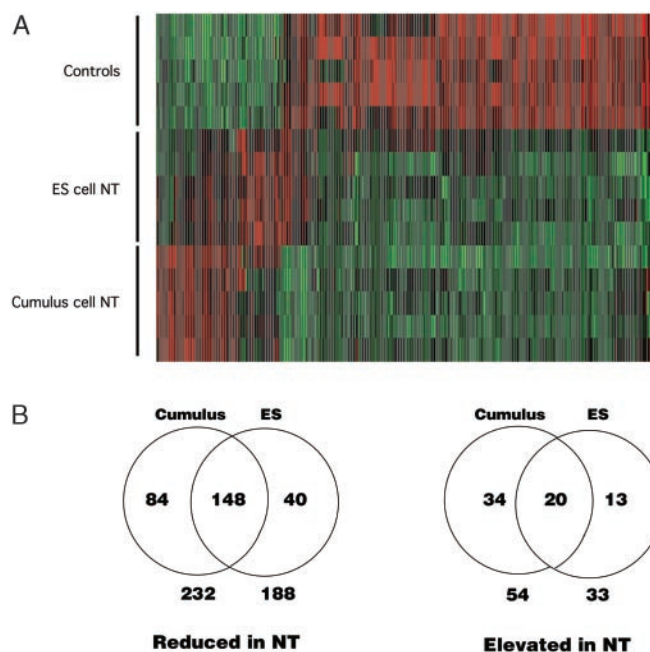 A
Controls
ES cell NT
Cumulus cell NT
B
Cumulus ES
84 148 40
232 188
Reduced in NT
Cumulus ES
34 20 13
54 33
Elevated in NT